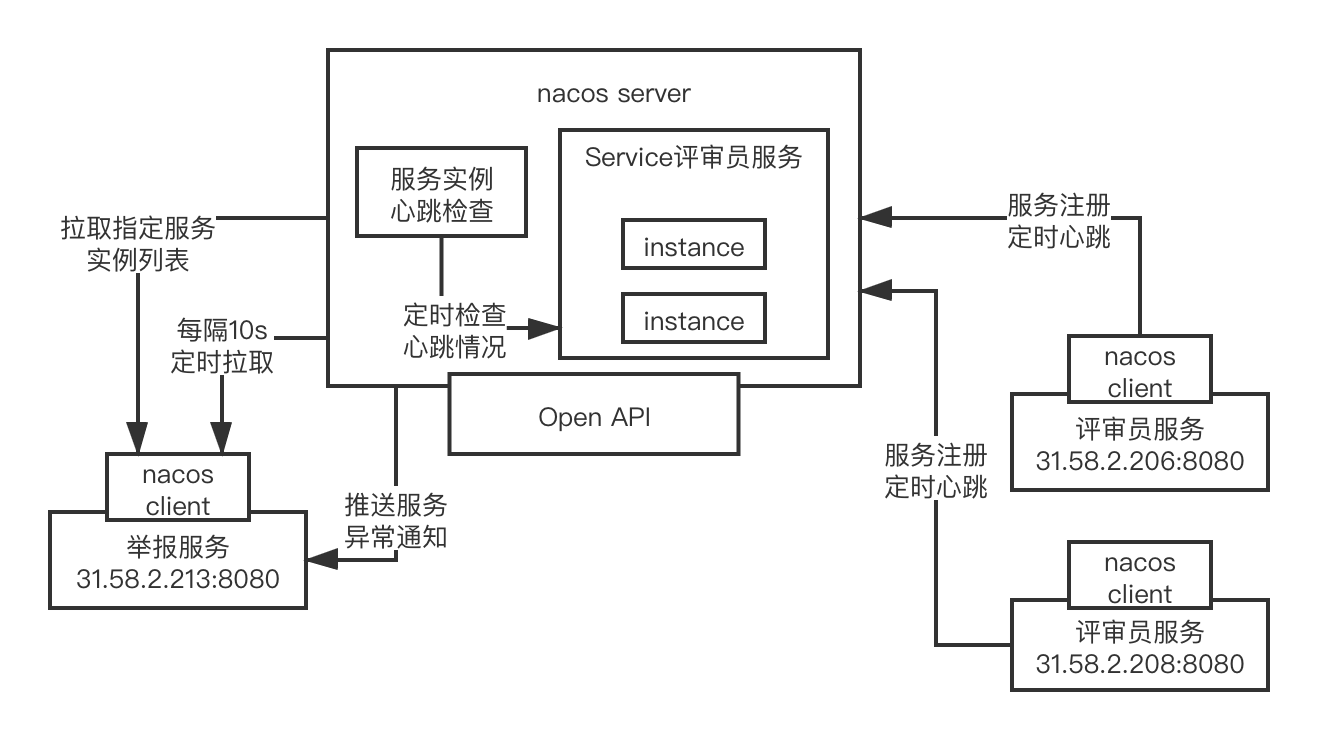 nacos server
Service评审员服务
服务实例
心跳检查
instance
instance
定时检查
心跳情况
Open API
拉取指定服务
实例列表
每隔10s
定时拉取
nacos
client
举报服务
31.58.2.213:8080
推送服务
异常通知
服务注册
定时心跳
服务注册
定时心跳
nacos
client
评审员服务
31.58.2.206:8080
nacos
client
评审员服务
31.58.2.208:8080